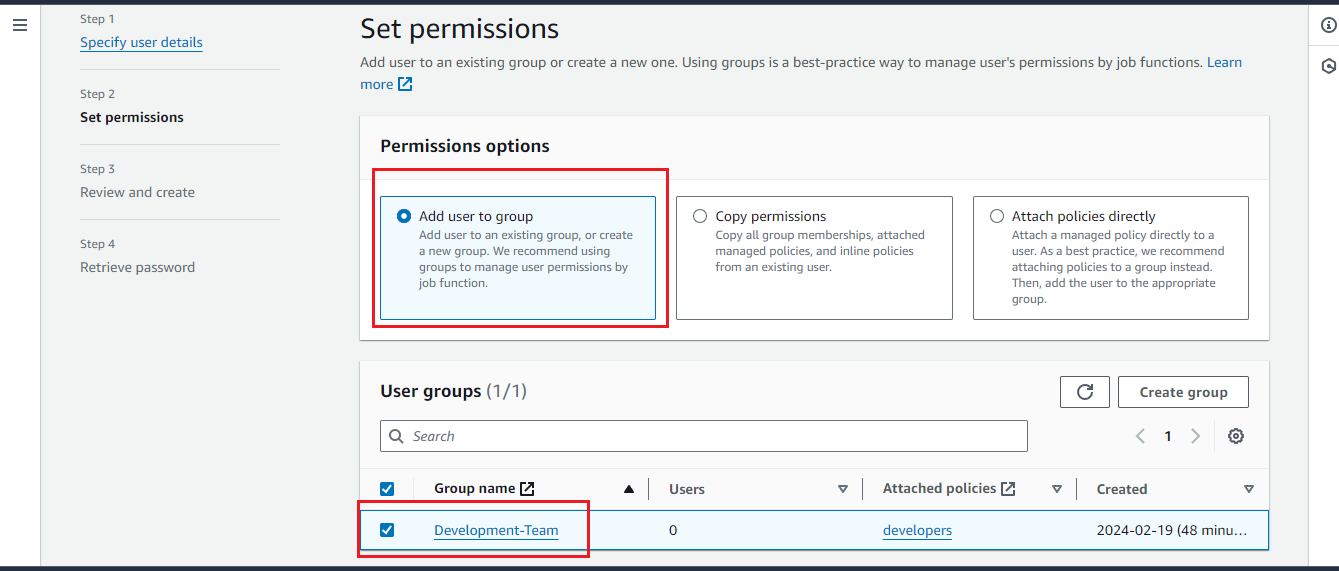 Step 1
Specify user details
Step 2
Set permissions
Step 3
Review and create
Step 4
Retrieve password
Set permissions
Add user to an existing group or create a new one. Using groups is a best-practice way to manage user's permissions by job functions. Learn
more
Permissions options
Add user to group
Add user to an existing group, or create
a new group. We recommend using
groups to manage user permissions by
job function.
Copy permissions
Copy all group memberships, attached
managed policies, and inline policies
from an existing user.
Attach policies directly
Attach a managed policy directly to a
user. As a best practice, we recommend
attaching policies to a group instead.
Then, add the user to the appropriate
group.
User groups (1/1)
Create group
Search
1
Group name Users Attached policies Created
Development-Team 0 developers 2024-02-19 (48 minu...